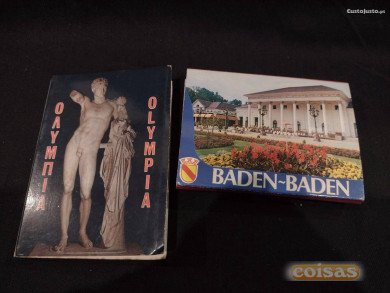 CustoJusto.pt
ΟΛΥΜΠΙΑ
OLYMPIA
BADEN~BADEN
coisas